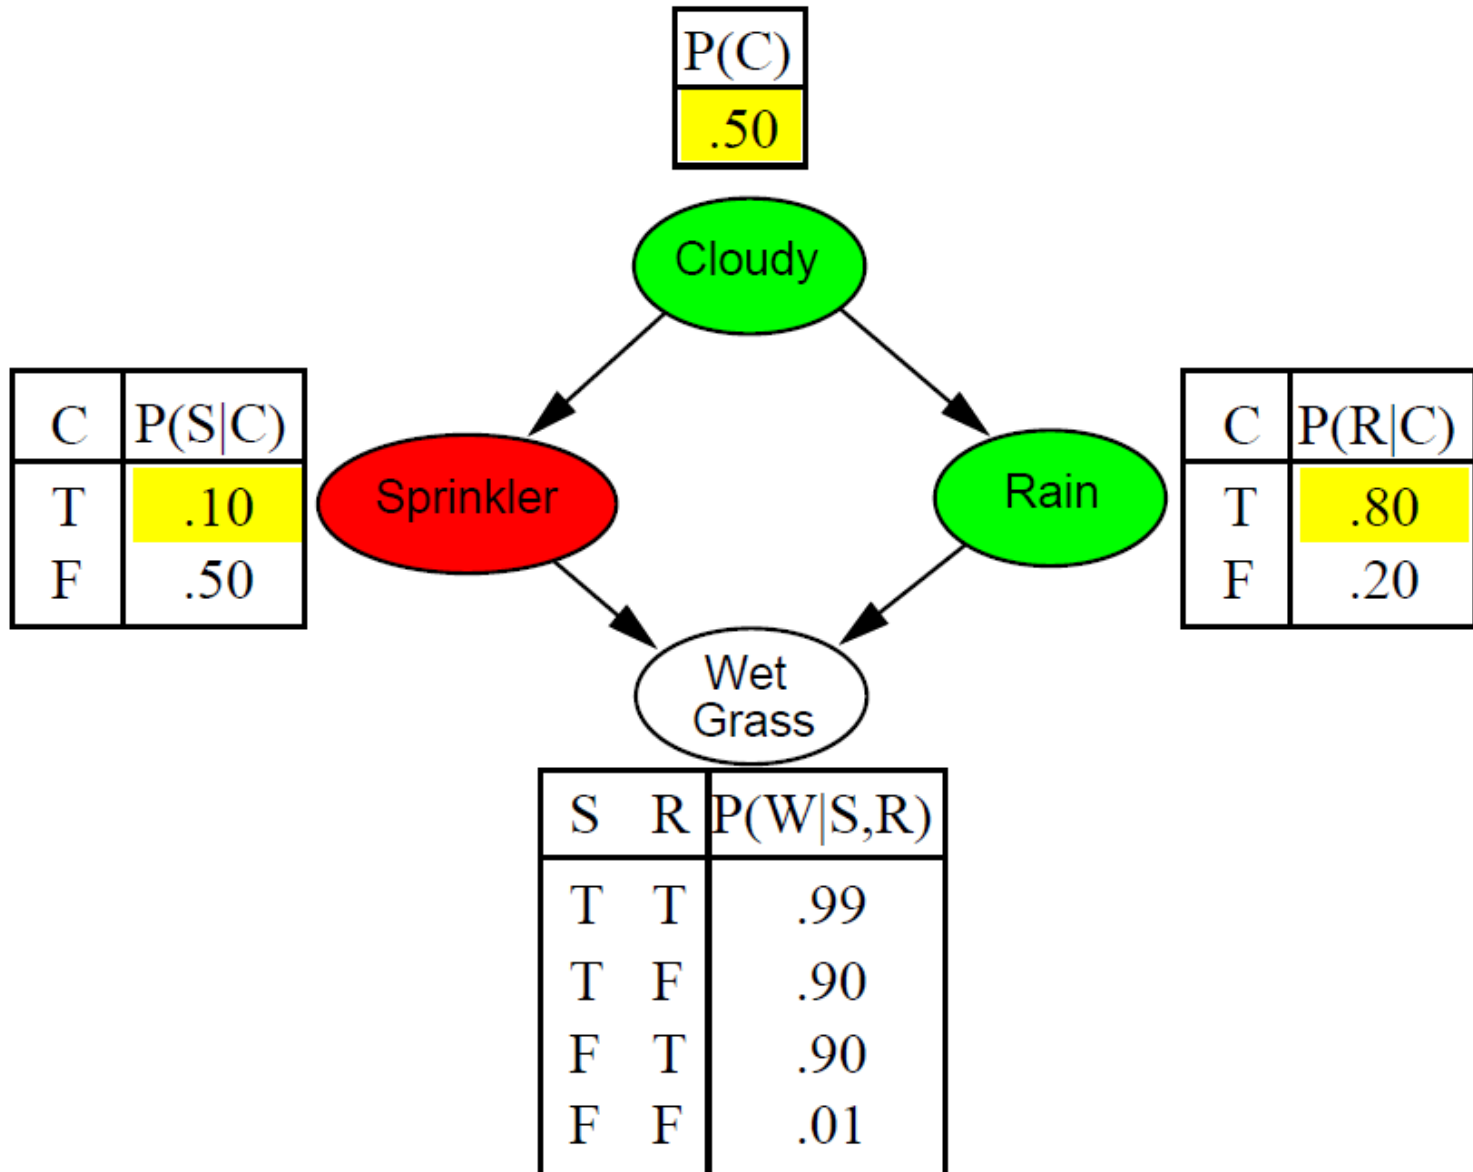 P(C)
.50
Cloudy
C P(S|C)
T .10
F .50
Sprinkler
Rain
C P(R|C)
T .80
F .20
Wet
Grass
S R P(W|S,R)
T T .99
T F .90
F T .90
F F .01